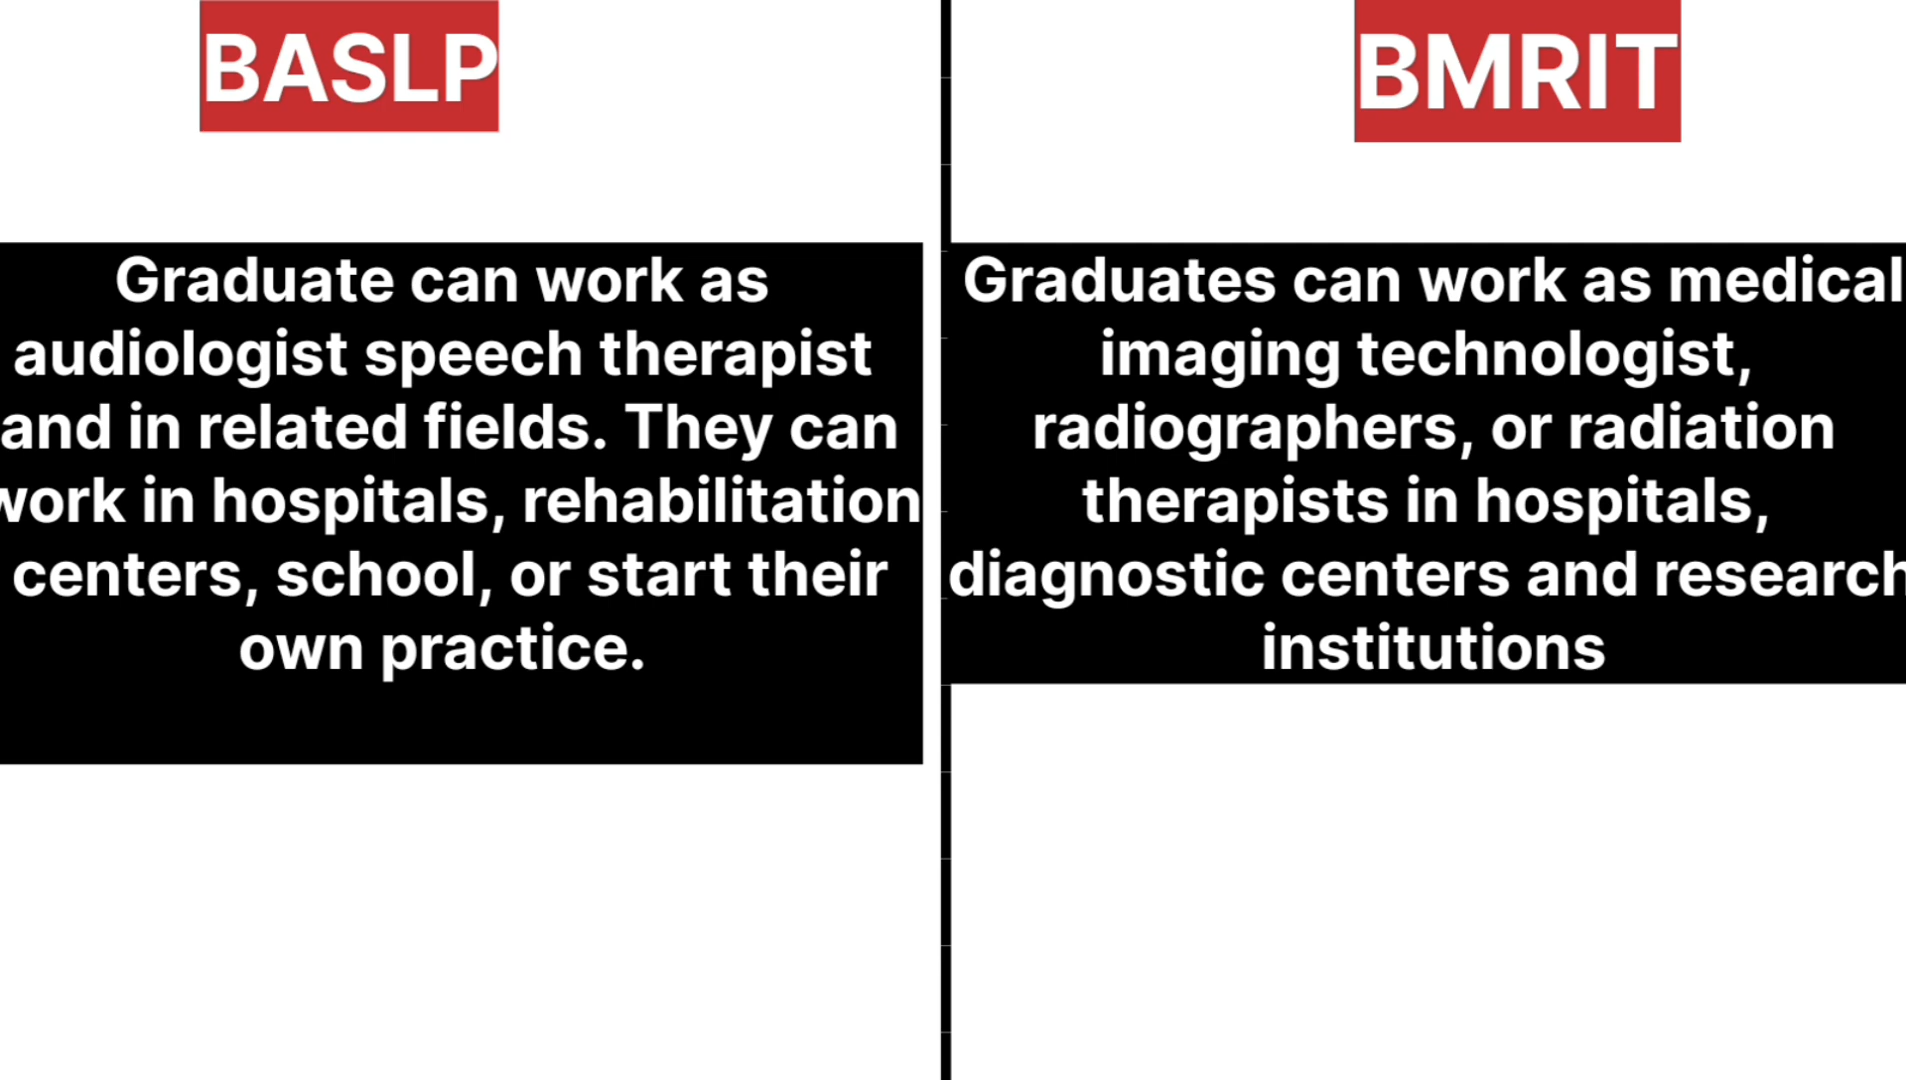 BASLP
Graduate can work as
audiologist speech therapist
and in related fields. They can
work in hospitals, rehabilitation
centers, school, or start their
own practice.
BMRIT
Graduates can work as medical
imaging technologist,
radiographers, or radiation
therapists in hospitals,
diagnostic centers and research
institutions